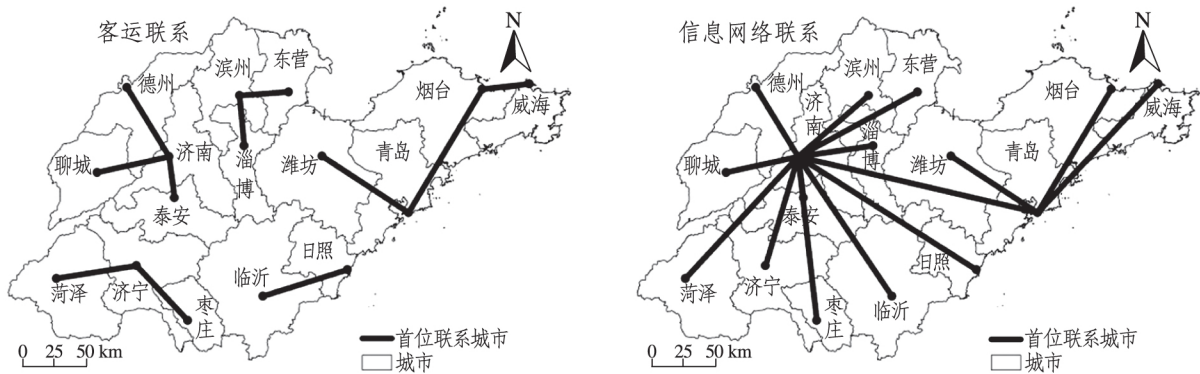 客运联系
N
滨州
东营
德州
烟台
威海
济南
淄博
潍坊
青岛
聊城
泰安
日照
临沂
菏泽
济宁
枣庄
首位联系城市
城市
0 25 50 km
信息网络联系
N
滨州
东营
德州
烟台
威海
济南
淄博
潍坊
青岛
聊城
泰安
日照
临沂
菏泽
济宁
枣庄
首位联系城市
城市
0 25 50 km